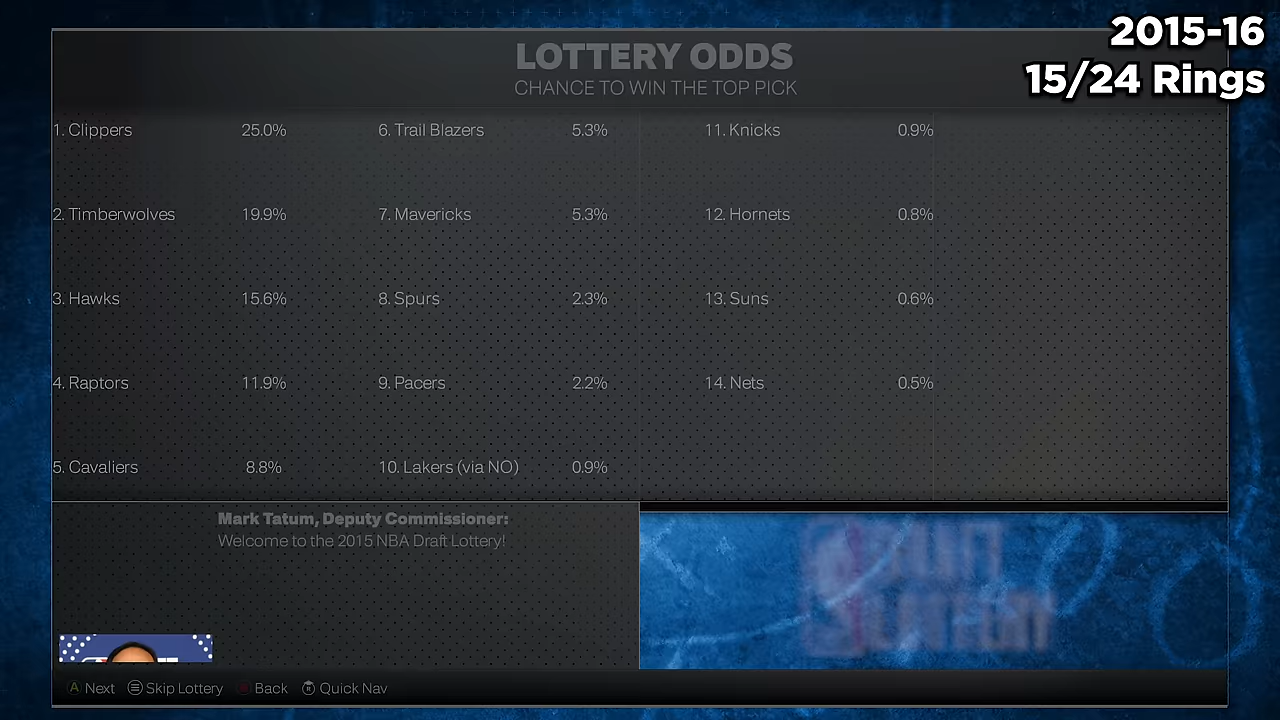 2015-16
15/24 Rings
LOTTERY ODDS
CHANCE TO WIN THE TOP PICK
1. Clippers 25.0%
2. Timberwolves 19.9%
3. Hawks 15.6%
4. Raptors 11.9%
5. Cavaliers 8.8%
6. Trail Blazers 5.3%
7. Mavericks 5.3%
8. Spurs 2.3%
9. Pacers 2.2%
10. Lakers (via NO) 0.9%
11. Knicks 0.9%
12. Hornets 0.8%
13. Suns 0.6%
14. Nets 0.5%
Mark Tatum, Deputy Commissioner:
Welcome to the 2015 NBA Draft Lottery!
DRAFT
LOTTERY
A Next Skip Lottery B Back R Quick Nav